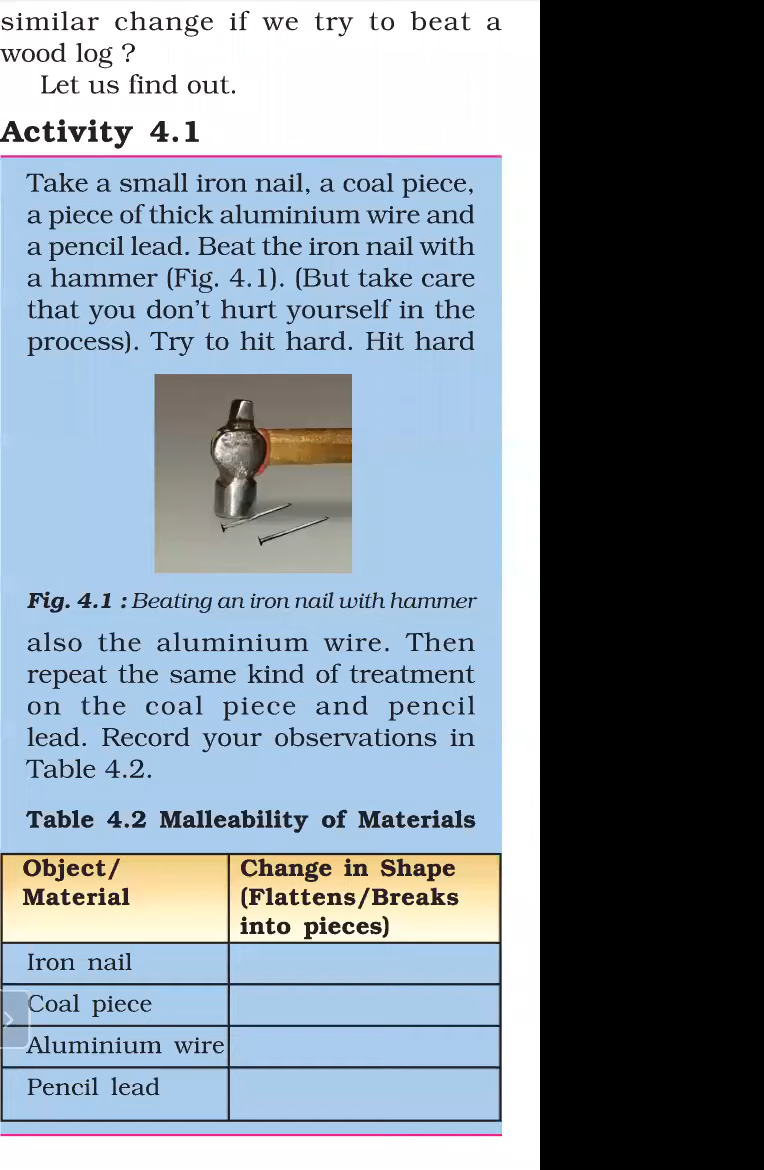 similar change if we try to beat a
wood log ?
Let us find out.
Activity 4.1
Take a small iron nail, a coal piece,
a piece of thick aluminium wire and
a pencil lead. Beat the iron nail with
a hammer (Fig. 4.1). (But take care
that you don't hurt yourself in the
process). Try to hit hard. Hit hard
Fig. 4.1 : Beating an iron nail with hammer
also the aluminium wire. Then
repeat the same kind of treatment
on the coal piece and pencil
lead. Record your observations in
Table 4.2.
Table 4.2 Malleability of Materials
Object/
Material
Change in Shape
(Flattens/Breaks
into pieces)
Iron nail
Coal piece
Aluminium wire
Pencil lead